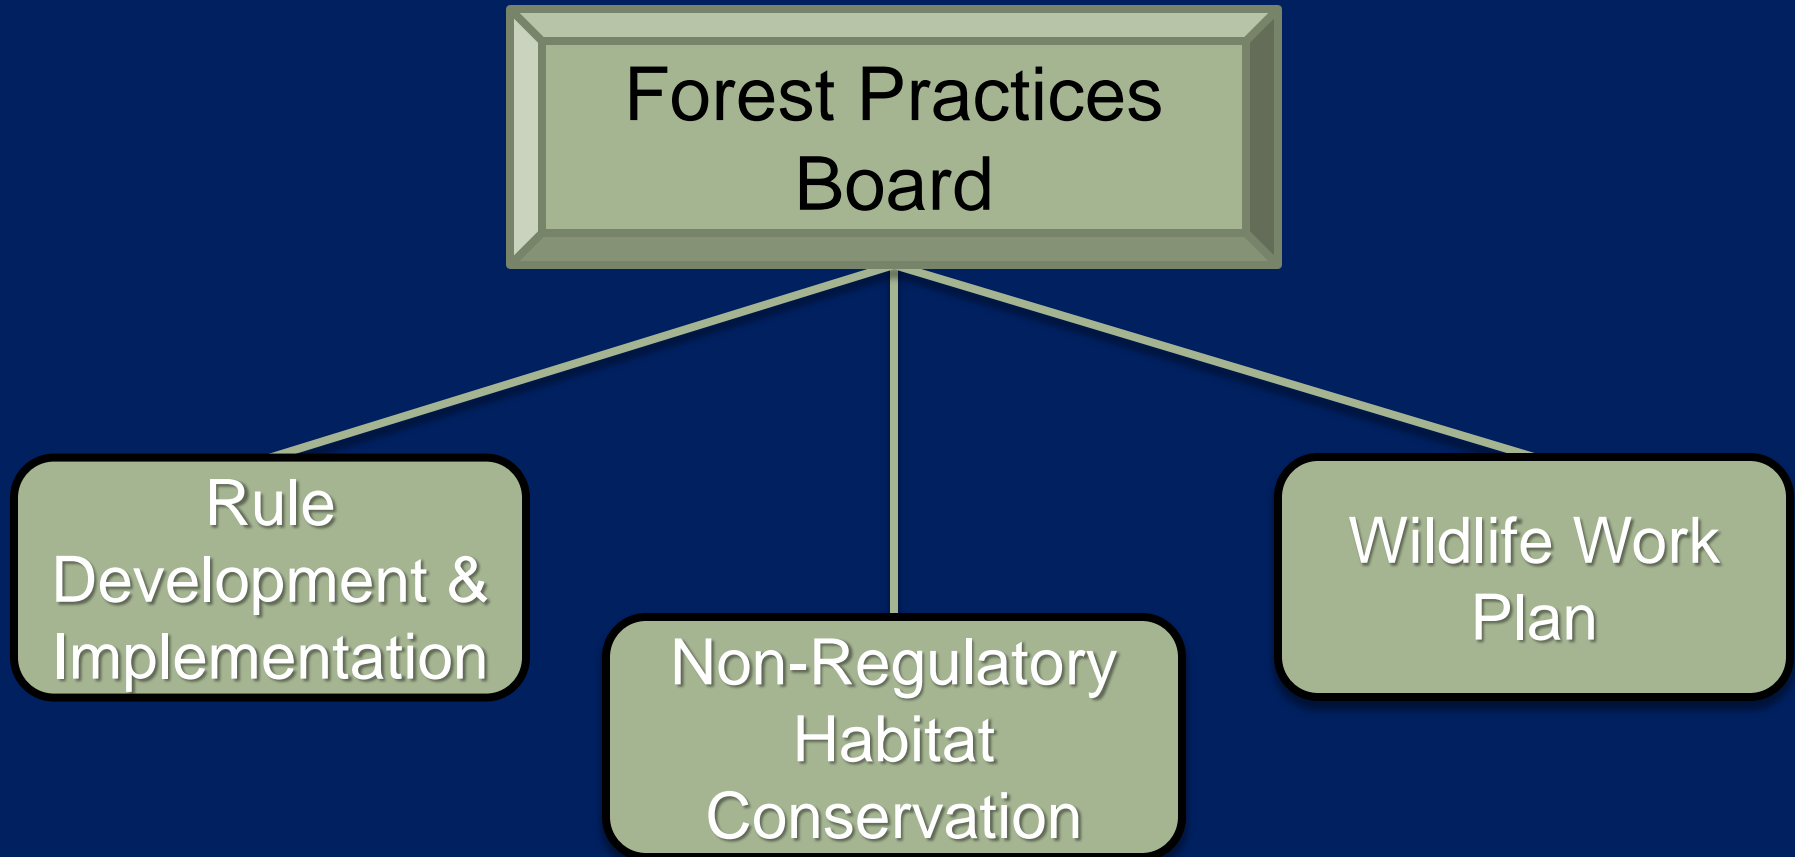 Forest Practices
Board
Rule
Development &
Implementation
Non-Regulatory
Habitat
Conservation
Wildlife Work
Plan